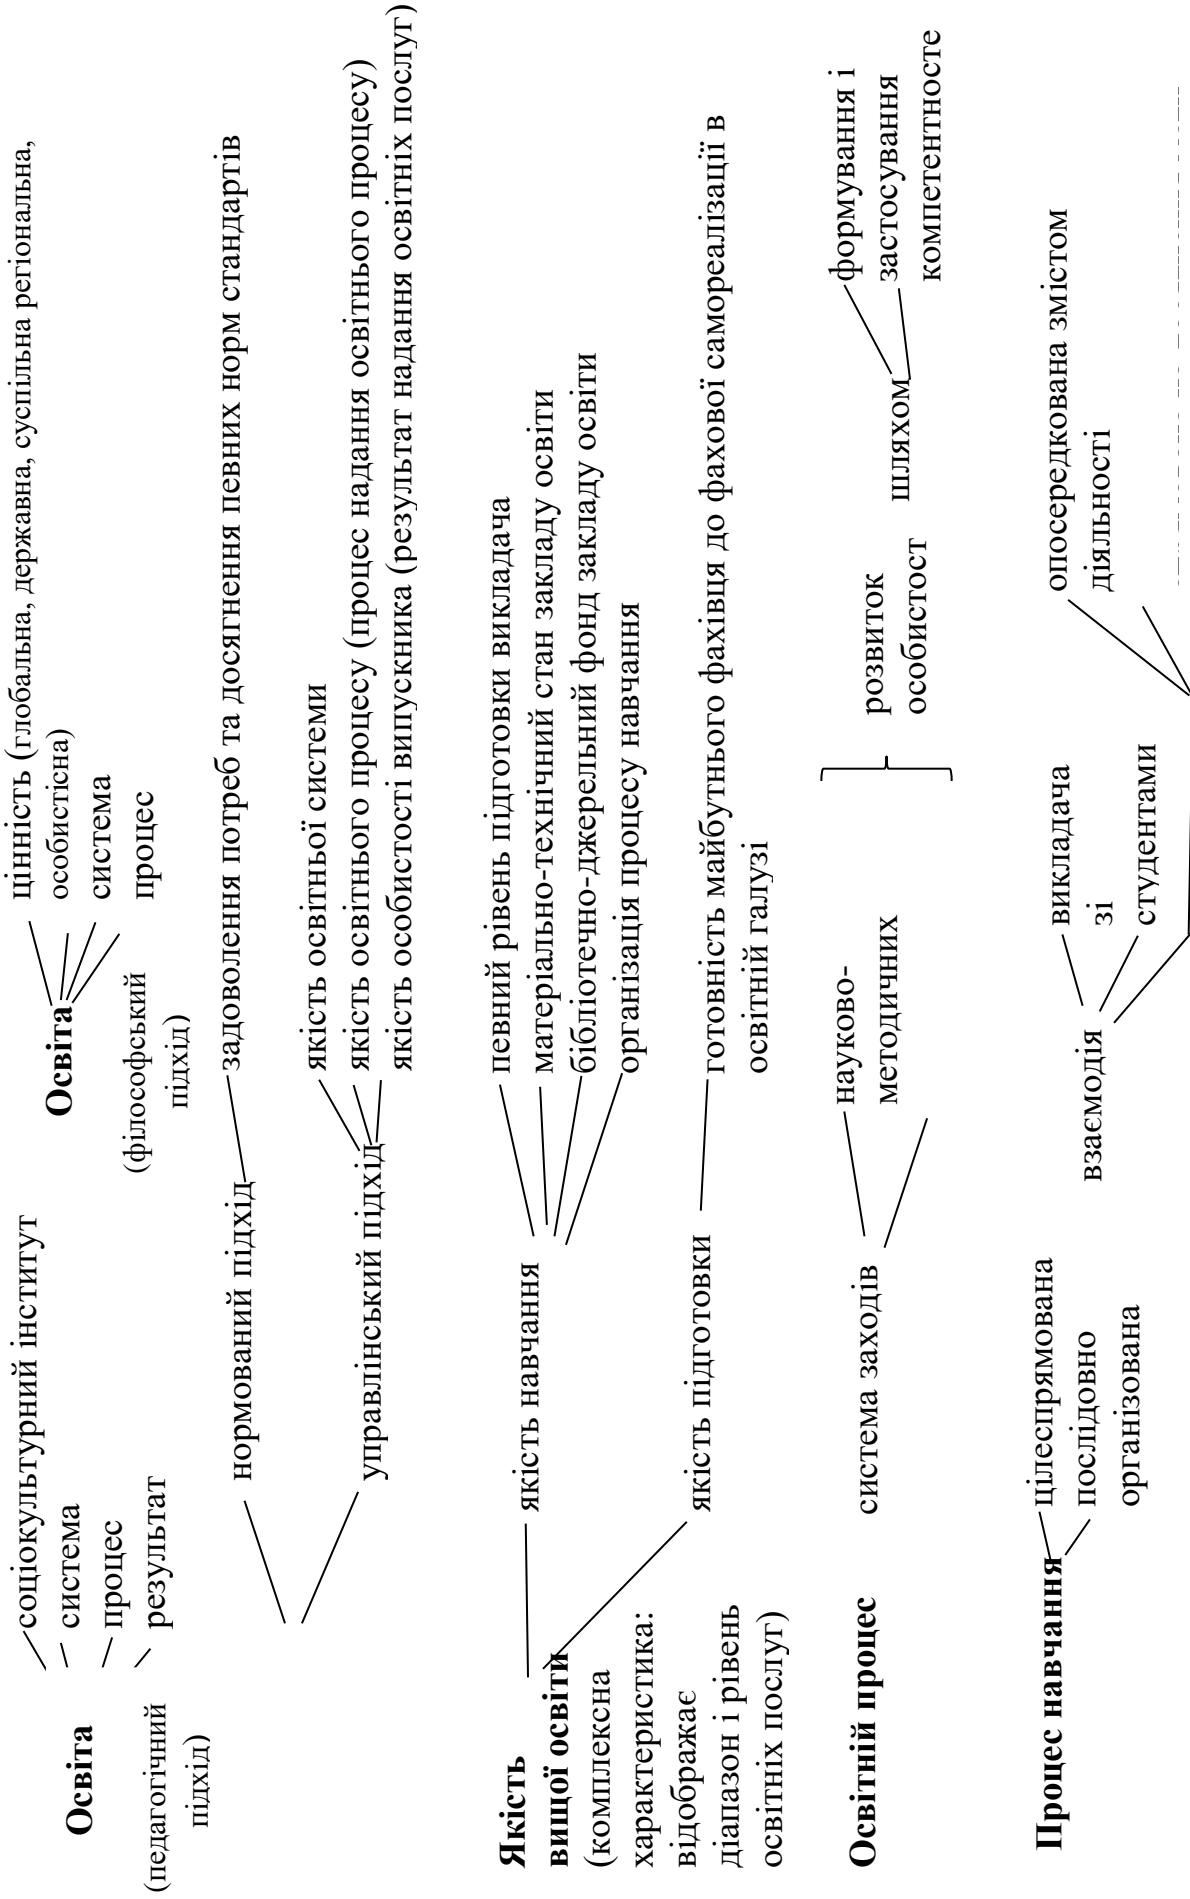 Освіта
(педагогічний
підхід)
соціокультурний інститут
система
процес
результат
Освіта
(філософський
підхід)
цінність (глобальна, державна, суспільна регіональна,
особистісна)
система
процес
нормований підхід
задоволення потреб та досягнення певних норм стандартів
управлінський підхід
якість освітньої системи
якість освітнього процесу (процес надання освітнього процесу)
якість особистості випускника (результат надання освітніх послуг)
Якість
вищої освіти
(комплексна
характеристика:
відображає
діапазон і рівень
освітніх послуг)
якість навчання
певний рівень підготовки викладача
матеріально-технічний стан закладу освіти
бібліотечно-джерельний фонд закладу освіти
організація процесу навчання
якість підготовки
готовність майбутнього фахівця до фахової самореалізації в
освітній галузі
Освітній процес
система заходів
науково-
методичних
розвиток
особистост
шляхом
формування і
застосування
компетентносте
Процес навчання
цілеспрямована
послідовно
організована
взаємодія
викладача
зі
студентами
опосередкована змістом
діяльності